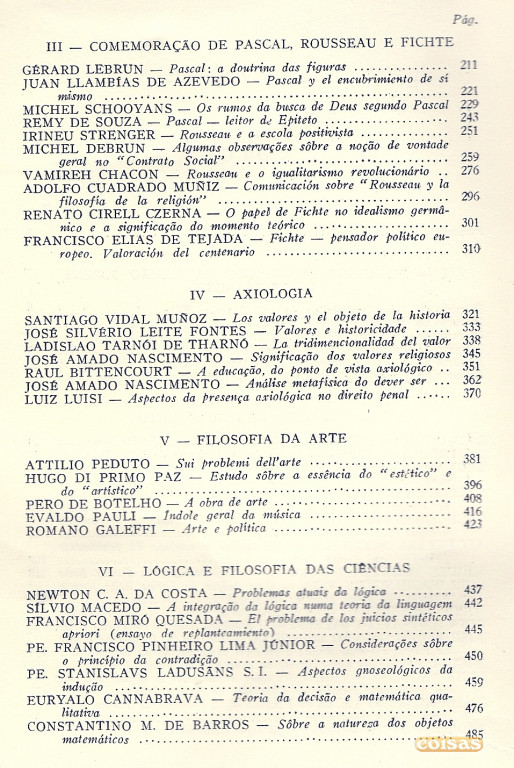 Pág.
III — COMEMORAÇÃO DE PASCAL, ROUSSEAU E FICHTE
GÉRARD LEBRUN — Pascal: a doutrina das figuras ................ 211
JUAN LLAMBÍAS DE AZEVEDO — Pascal y el encubrimiento de sí
mismo .................................................. 221
MICHEL SCHOOYANS — Os rumos da busca de Deus segundo Pascal 229
REMY DE SOUZA — Pascal — leitor de Epiteto .................... 243
IRINEU STRENGER — Rousseau e a escola positivista .............. 251
MICHEL DEBRUN — Algumas observações sôbre a noção de vontade
geral no "Contrato Social" .................................. 259
VAMIREH CHACON — Rousseau e o igualitarismo revolucionário .. 276
ADOLFO CUADRADO MUÑIZ — Comunicación sobre "Rousseau y la
filosofía de la religión" .................................... 296
RENATO CIRELL CZERNA — O papel de Fichte no idealismo germâ-
nico e a significação do momento teórico ...................... 301
FRANCISCO ELIAS DE TEJADA — Fichte — pensador político eu-
ropeo. Valoración del centenario .............................. 310
IV — AXIOLOGIA
SANTIAGO VIDAL MUÑOZ — Los valores y el objeto de la historia 321
JOSÉ SILVÉRIO LEITE FONTES — Valores e historicidade ...... 333
LADISLAO TARNÓI DE THARNÓ — La tridimencionalidad del valor 338
JOSÉ AMADO NASCIMENTO — Significação dos valores religiosos 345
RAUL BITTENCOURT — A educação, do ponto de vista axiológico .. 351
JOSÉ AMADO NASCIMENTO — Análise metafísica do dever ser ... 362
LUIZ LUISI — Aspectos da presença axiológica no direito penal ...... 370
V — FILOSOFIA DA ARTE
ATTILIO PEDUTO — Sui problemi dell'arte ........................ 381
HUGO DI PRIMO PAZ — Estudo sôbre a essência do "estético" e
do "artístico" ................................................ 396
PERO DE BOTELHO — A obra de arte .............................. 408
EVALDO PAULI — Índole geral da música .......................... 416
ROMANO GALEFFI — Arte e política ................................ 423
VI — LÓGICA E FILOSOFIA DAS CIÊNCIAS
NEWTON C. A. DA COSTA — Problemas atuais da lógica .......... 437
SÍLVIO MACEDO — A integração da lógica numa teoria da linguagem 442
FRANCISCO MIRÓ QUESADA — El problema de los juicios sintéticos
apriori (ensayo de replanteamiento) .......................... 445
PE. FRANCISCO PINHEIRO LIMA JÚNIOR — Considerações sôbre
o princípio da contradição .................................... 450
PE. STANISLAVS LADUSÃNS S. I. — Aspectos gnoseológicos da
indução ...................................................... 459
EURYALO CANNABRAVA — Teoria da decisão e matemática qua-
litativa ...................................................... 476
CONSTANTINO M. DE BARROS — Sôbre a natureza dos objetos
matemáticos .................................................. 485
coisas